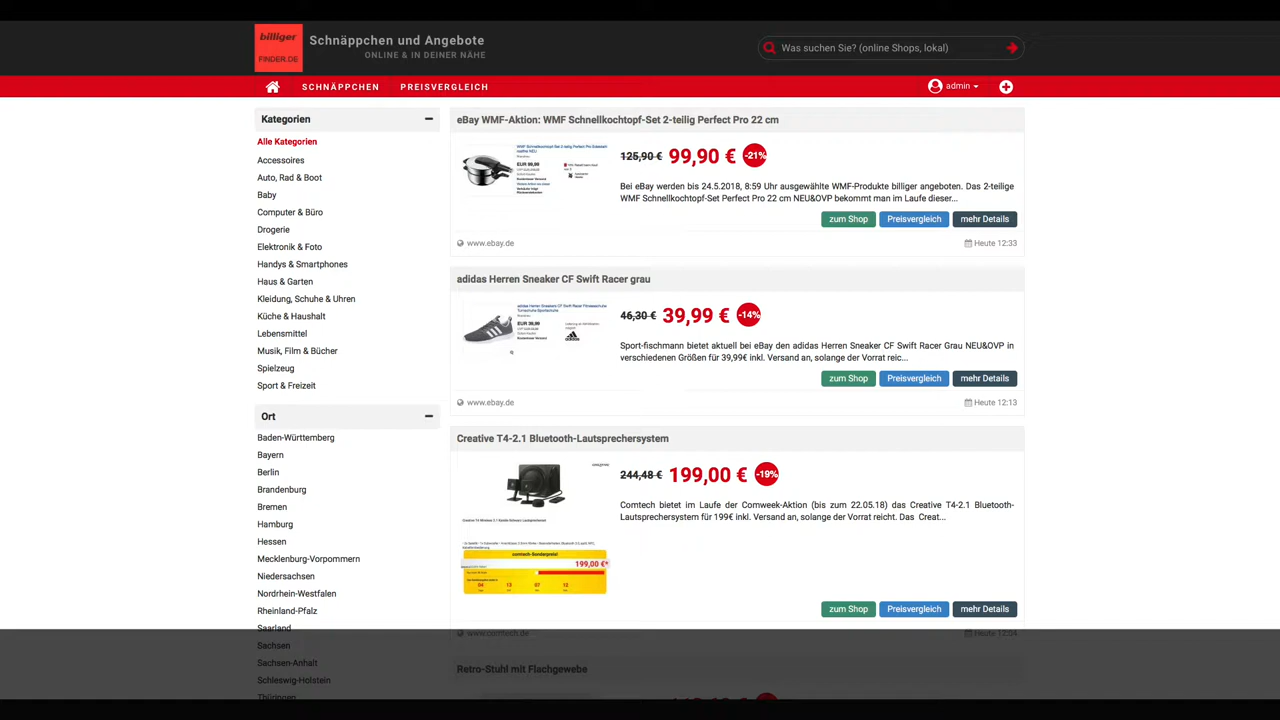 billiger
FINDER.DE
Schnäppchen und Angebote
ONLINE & IN DEINER NÄHE
Was suchen Sie? (online Shops, lokal)
SCHNÄPPCHEN
PREISVERGLEICH
admin
Kategorien
Alle Kategorien
Accessoires
Auto, Rad & Boot
Baby
Computer & Büro
Drogerie
Elektronik & Foto
Handys & Smartphones
Haus & Garten
Kleidung, Schuhe & Uhren
Küche & Haushalt
Lebensmittel
Musik, Film & Bücher
Spielzeug
Sport & Freizeit
Ort
Baden-Württemberg
Bayern
Berlin
Brandenburg
Bremen
Hamburg
Hessen
Mecklenburg-Vorpommern
Niedersachsen
Nordrhein-Westfalen
Rheinland-Pfalz
Saarland
Sachsen
Sachsen-Anhalt
Schleswig-Holstein
Thüringen
eBay WMF-Aktion: WMF Schnellkochtopf-Set 2-teilig Perfect Pro 22 cm
EUR 99,99
125,90 € 99,90 € -21%
Bei eBay werden bis 24.5.2018, 8:59 Uhr ausgewählte WMF-Produkte billiger angeboten. Das 2-teilige
WMF Schnellkochtopf-Set Perfect Pro 22 cm NEU&OVP bekommt man im Laufe dieser...
zum Shop Preisvergleich mehr Details
www.ebay.de Heute 12:33
adidas Herren Sneaker CF Swift Racer grau
EUR 39,99
adidas
46,30 € 39,99 € -14%
Sport-fischmann bietet aktuell bei eBay den adidas Herren Sneaker CF Swift Racer Grau NEU&OVP in
verschiedenen Größen für 39,99€ inkl. Versand an, solange der Vorrat reic...
zum Shop Preisvergleich mehr Details
www.ebay.de Heute 12:13
Creative T4-2.1 Bluetooth-Lautsprechersystem
comtech-Sonderpreis!
199,00 €*
244,48 € 199,00 € -19%
Comtech bietet im Laufe der Comweek-Aktion (bis zum 22.05.18) das Creative T4-2.1 Bluetooth-
Lautsprechersystem für 199€ inkl. Versand an, solange der Vorrat reicht. Das Creat...
zum Shop Preisvergleich mehr Details
www.comtech.de Heute 12:04
Retro-Stuhl mit Flachgewebe